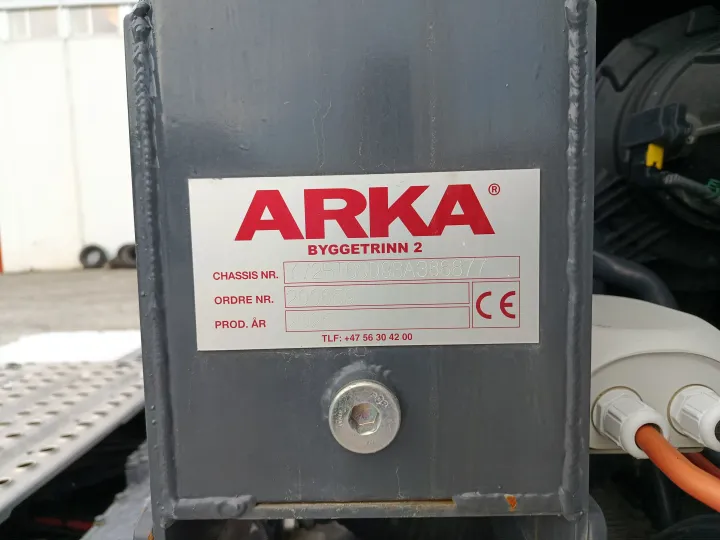 ARKA®
BYGGETRINN 2
CHASSIS NR.
ORDRE NR.
PROD. ÅR
CE
TLF: +47 56 30 42 00